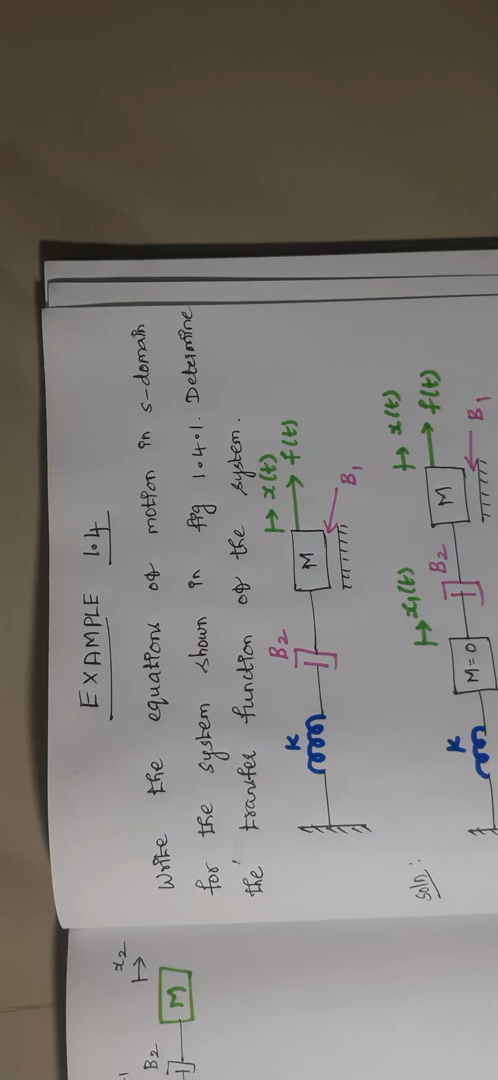 EXAMPLE 1.4
Write the equations of motion in s-domain
for the system shown in fig 1.4.1. Determine
the transfer function of the system.
K
B2
M
x(t)
f(t)
B1
Soln:
K
M=0
x1(t)
B2
M
x(t)
f(t)
B1
x2
B2
M